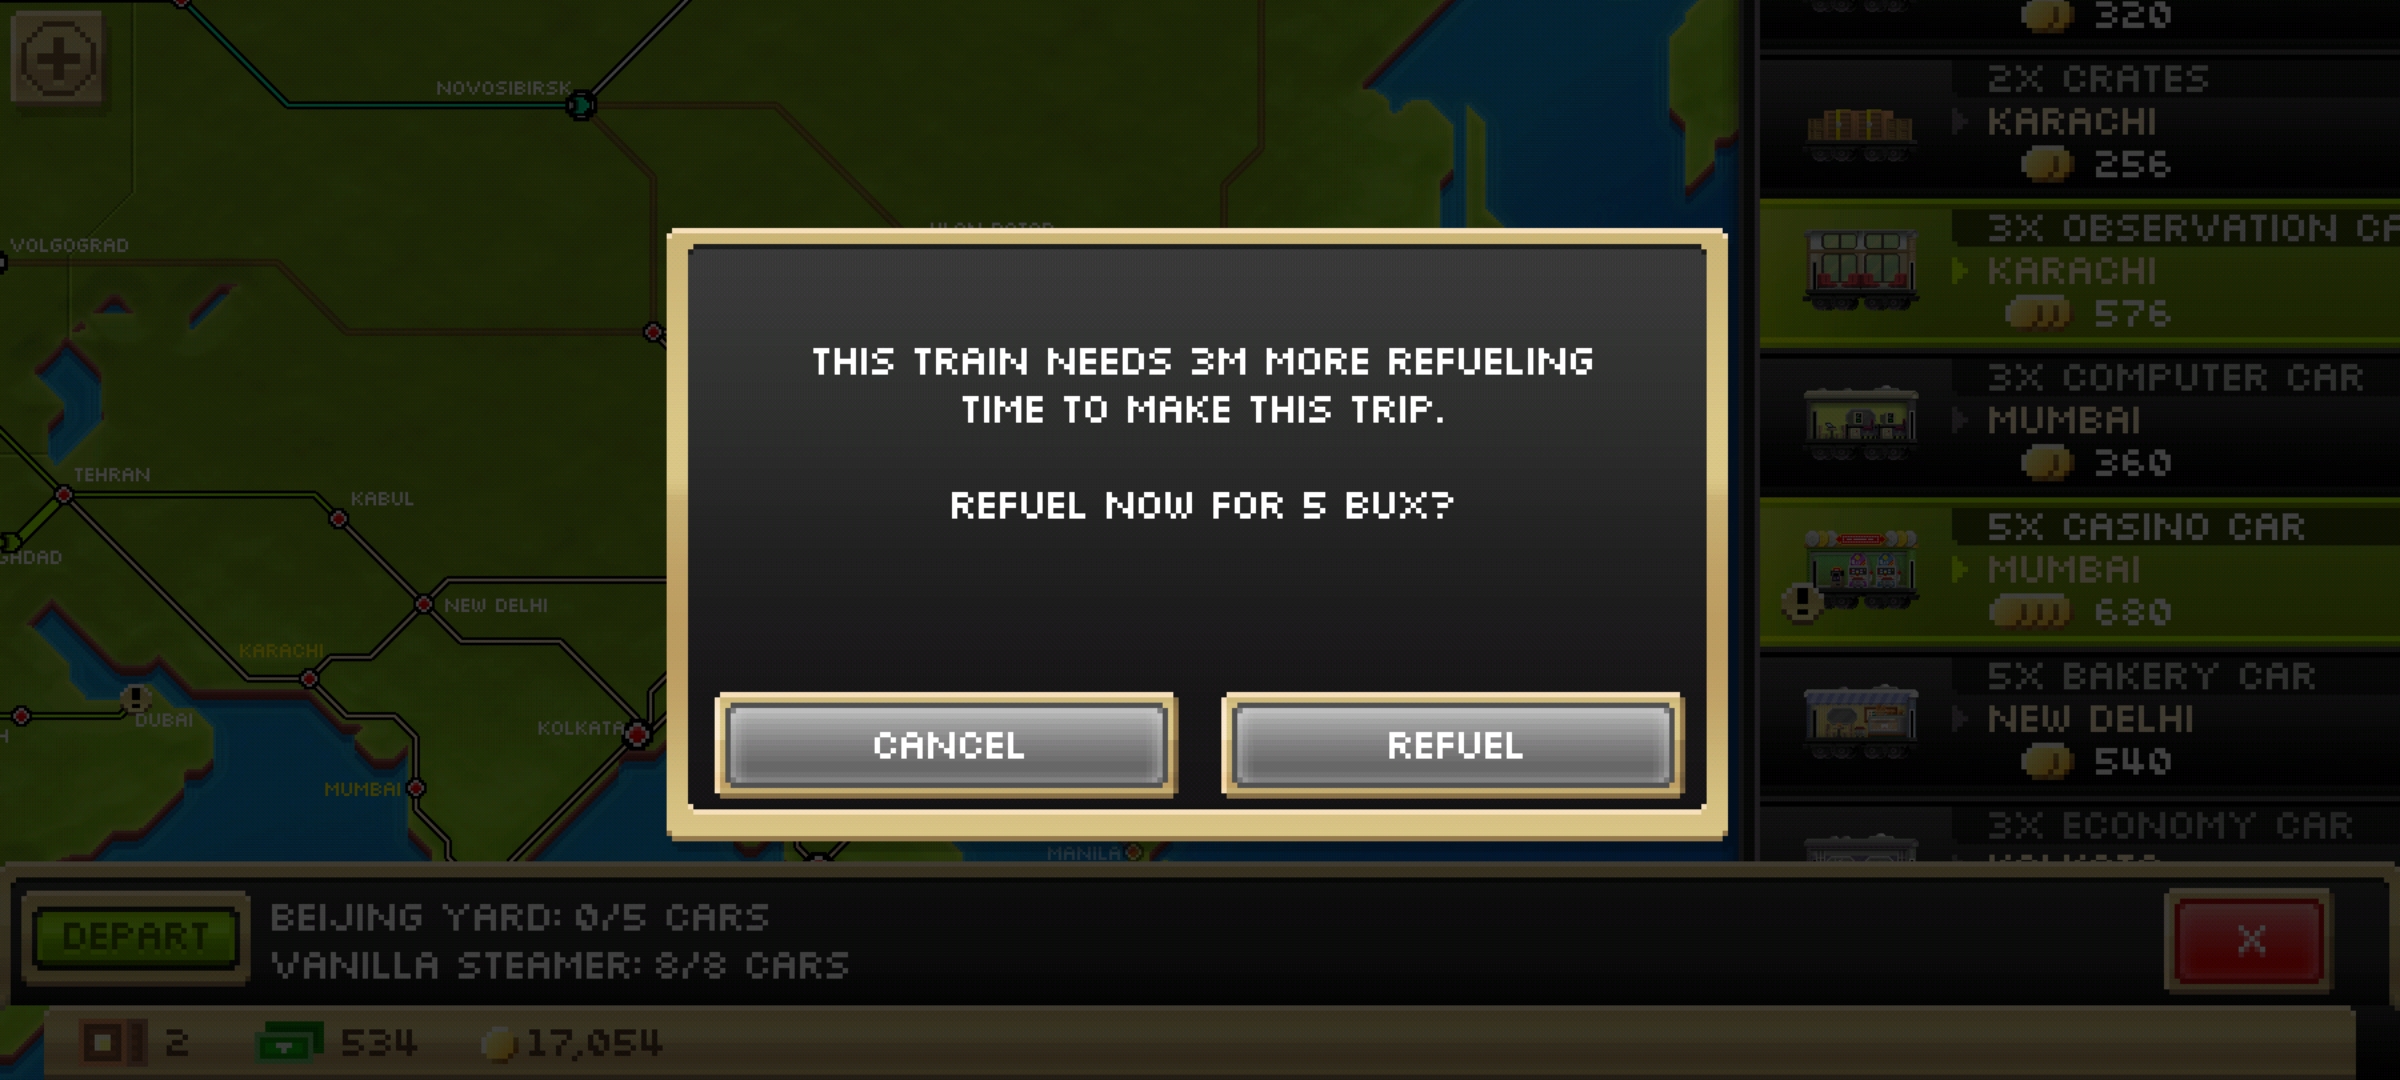 320
NOVOSIBIRSK
2X CRATES
KARACHI
256
VOLGOGRAD
3X OBSERVATION CA
KARACHI
576
THIS TRAIN NEEDS 3M MORE REFUELING
TIME TO MAKE THIS TRIP.
REFUEL NOW FOR 5 BUX?
CANCEL
REFUEL
3X COMPUTER CAR
MUMBAI
360
TEHRAN
KABUL
GHDAD
NEW DELHI
KARACHI
DUBAI
KOLKATA
MUMBAI
5X CASINO CAR
MUMBAI
680
5X BAKERY CAR
NEW DELHI
540
3X ECONOMY CAR
KOLKATA
MANILA
DEPART
BEIJING YARD: 0/5 CARS
VANILLA STEAMER: 8/8 CARS
X
2
534
17,054